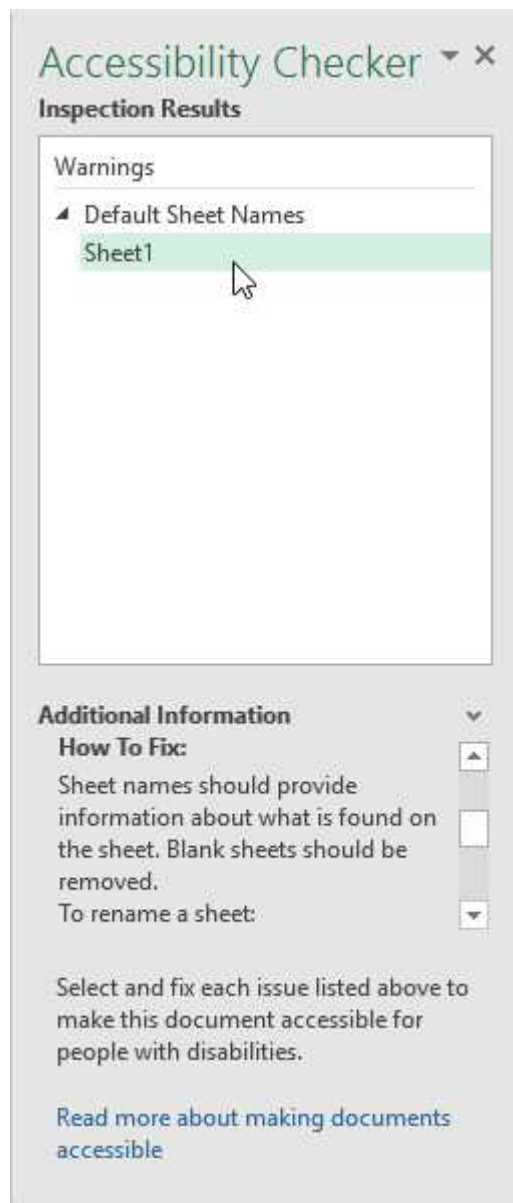 Accessibility Checker
Inspection Results
Warnings
Default Sheet Names
Sheet1
Additional Information
How To Fix:
Sheet names should provide
information about what is found on
the sheet. Blank sheets should be
removed.
To rename a sheet:
Select and fix each issue listed above to
make this document accessible for
people with disabilities.
Read more about making documents
accessible